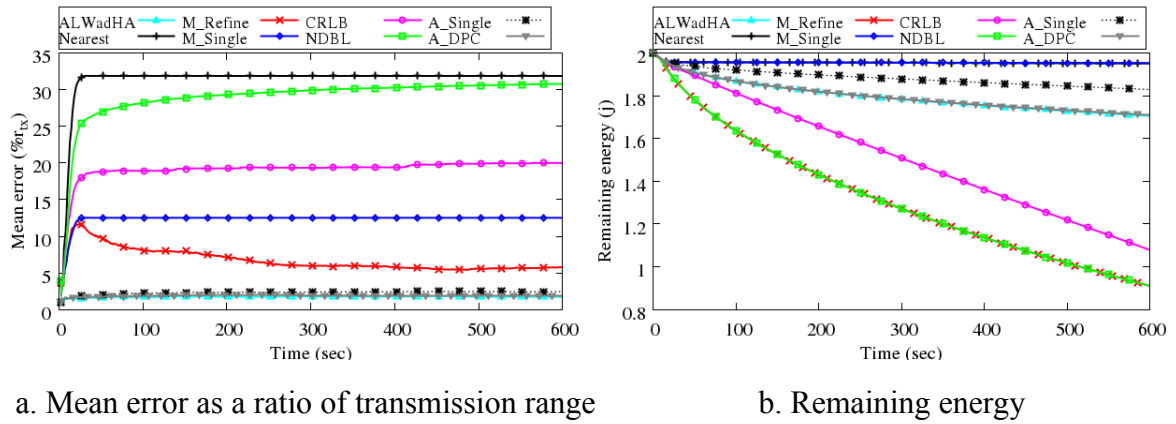 ALWadHA M_Refine CRLB A_Single
Nearest M_Single NDBL A_DPC
35
30
25
20
15
10
5
0
Mean error (%r_tx)
0 100 200 300 400 500 600
Time (sec)
ALWadHA M_Refine CRLB A_Single
Nearest M_Single NDBL A_DPC
2
1.8
1.6
1.4
1.2
1
0.8
Remaining energy (j)
0 100 200 300 400 500 600
Time (sec)
a. Mean error as a ratio of transmission range
b. Remaining energy